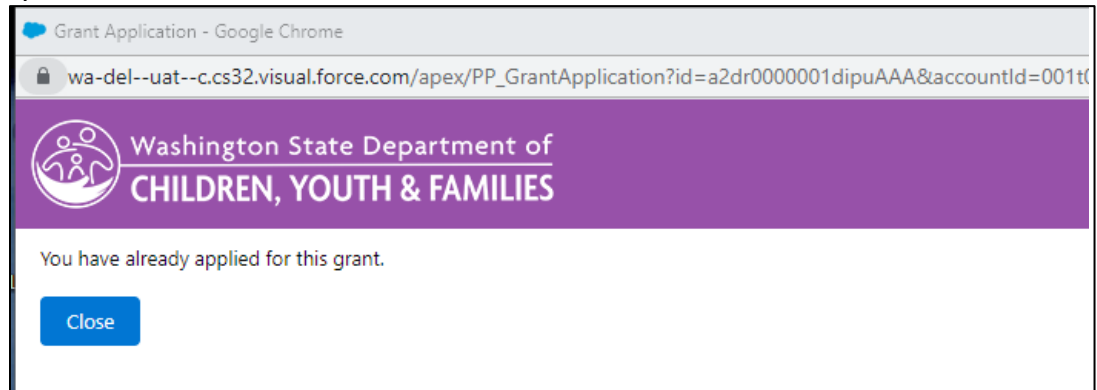 Grant Application - Google Chrome
wa-del--uat--c.cs32.visual.force.com/apex/PP_GrantApplication?id=a2dr0000001dipuAAA&accountId=001t
Washington State Department of
CHILDREN, YOUTH & FAMILIES
You have already applied for this grant.
Close